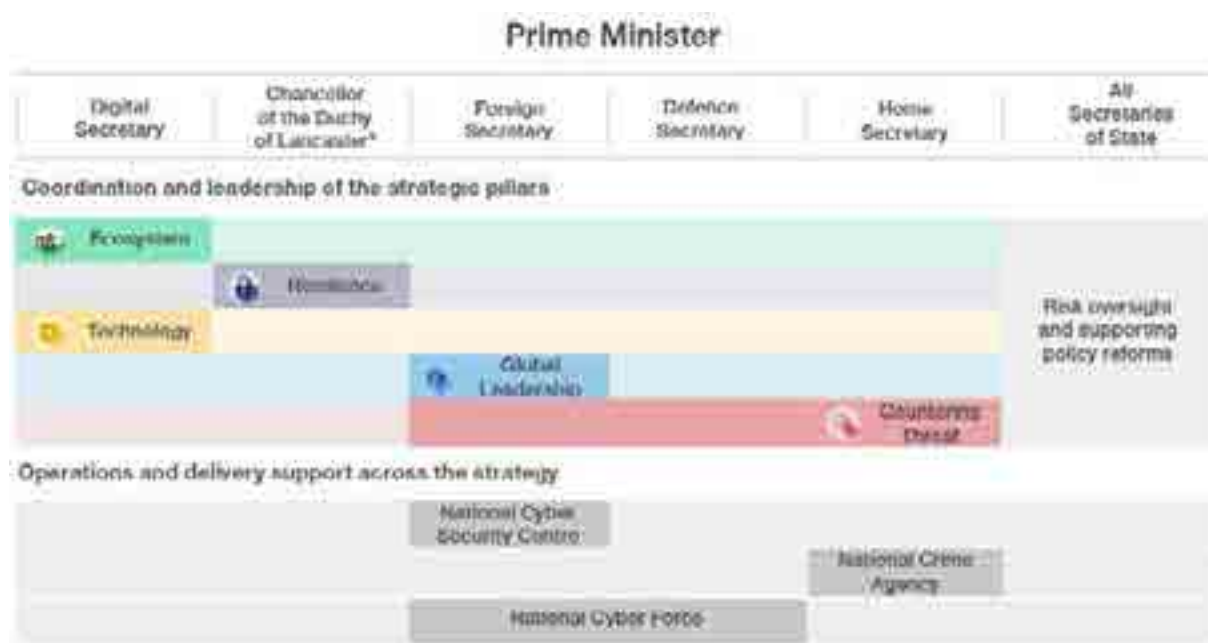 Prime Minister
Digital
Secretary
Chancellor
of the Duchy
of Lancaster*
Foreign
Secretary
Defence
Secretary
Home
Secretary
All
Secretaries
of State
Coordination and leadership of the strategic pillars
Ecosystem
Resilience
Technology
Global
Leadership
Countering
Threat
Risk oversight
and supporting
policy reforms
Operations and delivery support across the strategy
National Cyber
Security Centre
National Crime
Agency
National Cyber Force